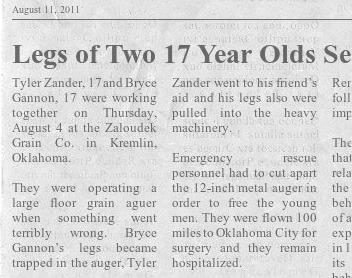 August 11, 2011
Legs of Two 17 Year Olds Se
Tyler Zander, 17 and Bryce
Gannon, 17 were working
together on Thursday,
August 4 at the Zaloudek
Grain Co. in Kremlin,
Oklahoma.
They were operating a
large floor grain aguer
when something went
terribly wrong. Bryce
Gannon's legs became
trapped in the auger, Tyler
Zander went to his friend's
aid and his legs also were
pulled into the heavy
machinery.
Emergency rescue
personnel had to cut apart
the 12-inch metal auger in
order to free the young
men. They were flown 100
miles to Oklahoma City for
surgery and they remain
hospitalized.